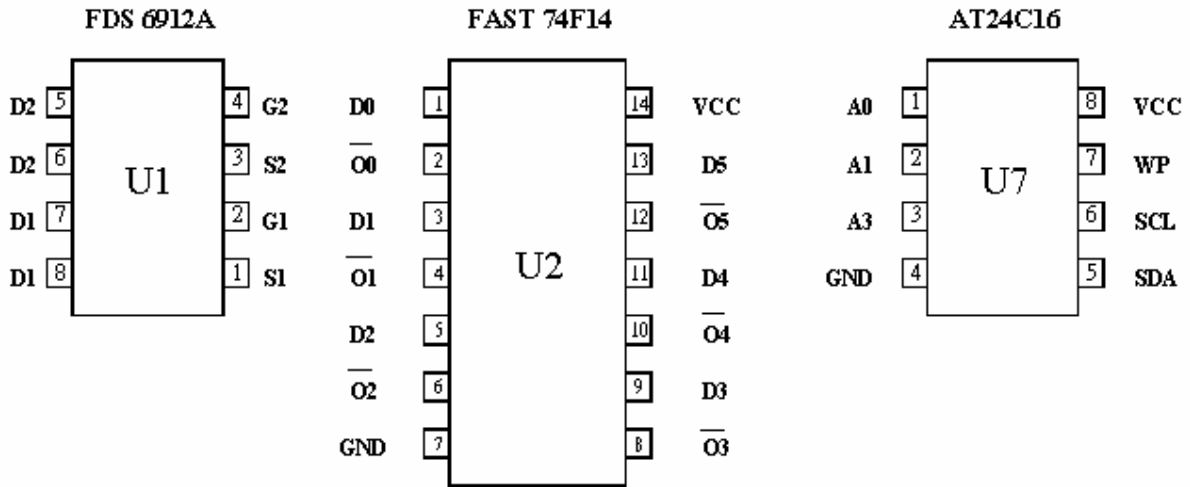 FDS 6912A FAST 74F14 AT24C16
D2 5 4 G2 D0 1 14 VCC A0 1 8 VCC
D2 6 3 S2 O0 2 13 D5 A1 2 7 WP
U1 U7
D1 7 2 G1 D1 3 12 O5 A3 3 6 SCL
U2
D1 8 1 S1 O1 4 11 D4 GND 4 5 SDA
D2 5 10 O4
O2 6 9 D3
GND 7 8 O3